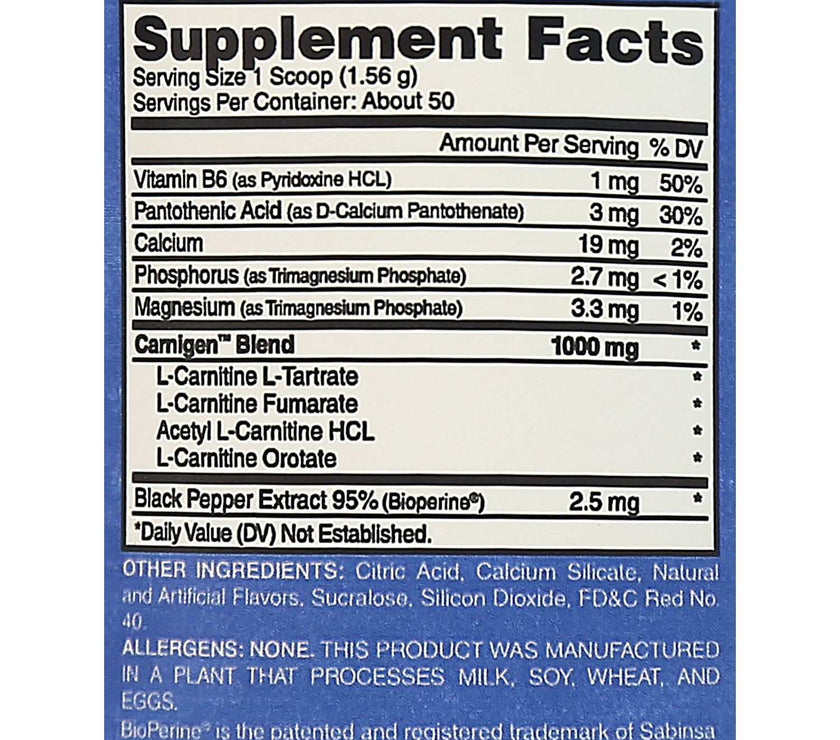 Supplement Facts
Serving Size 1 Scoop (1.56 g)
Servings Per Container: About 50
Amount Per Serving % DV
Vitamin B6 (as Pyridoxine HCL) 1 mg 50%
Pantothenic Acid (as D-Calcium Pantothenate) 3 mg 30%
Calcium 19 mg 2%
Phosphorus (as Trimagnesium Phosphate) 2.7 mg < 1%
Magnesium (as Trimagnesium Phosphate) 3.3 mg 1%
Carnigen™ Blend 1000 mg *
L-Carnitine L-Tartrate *
L-Carnitine Fumarate *
Acetyl L-Carnitine HCL *
L-Carnitine Orotate *
Black Pepper Extract 95% (Bioperine®) 2.5 mg *
*Daily Value (DV) Not Established.
OTHER INGREDIENTS: Citric Acid, Calcium Silicate, Natural
and Artificial Flavors, Sucralose, Silicon Dioxide, FD&C Red No.
40.
ALLERGENS: NONE. THIS PRODUCT WAS MANUFACTURED
IN A PLANT THAT PROCESSES MILK, SOY, WHEAT, AND
EGGS.
BioPerine® is the patented and registered trademark of Sabinsa